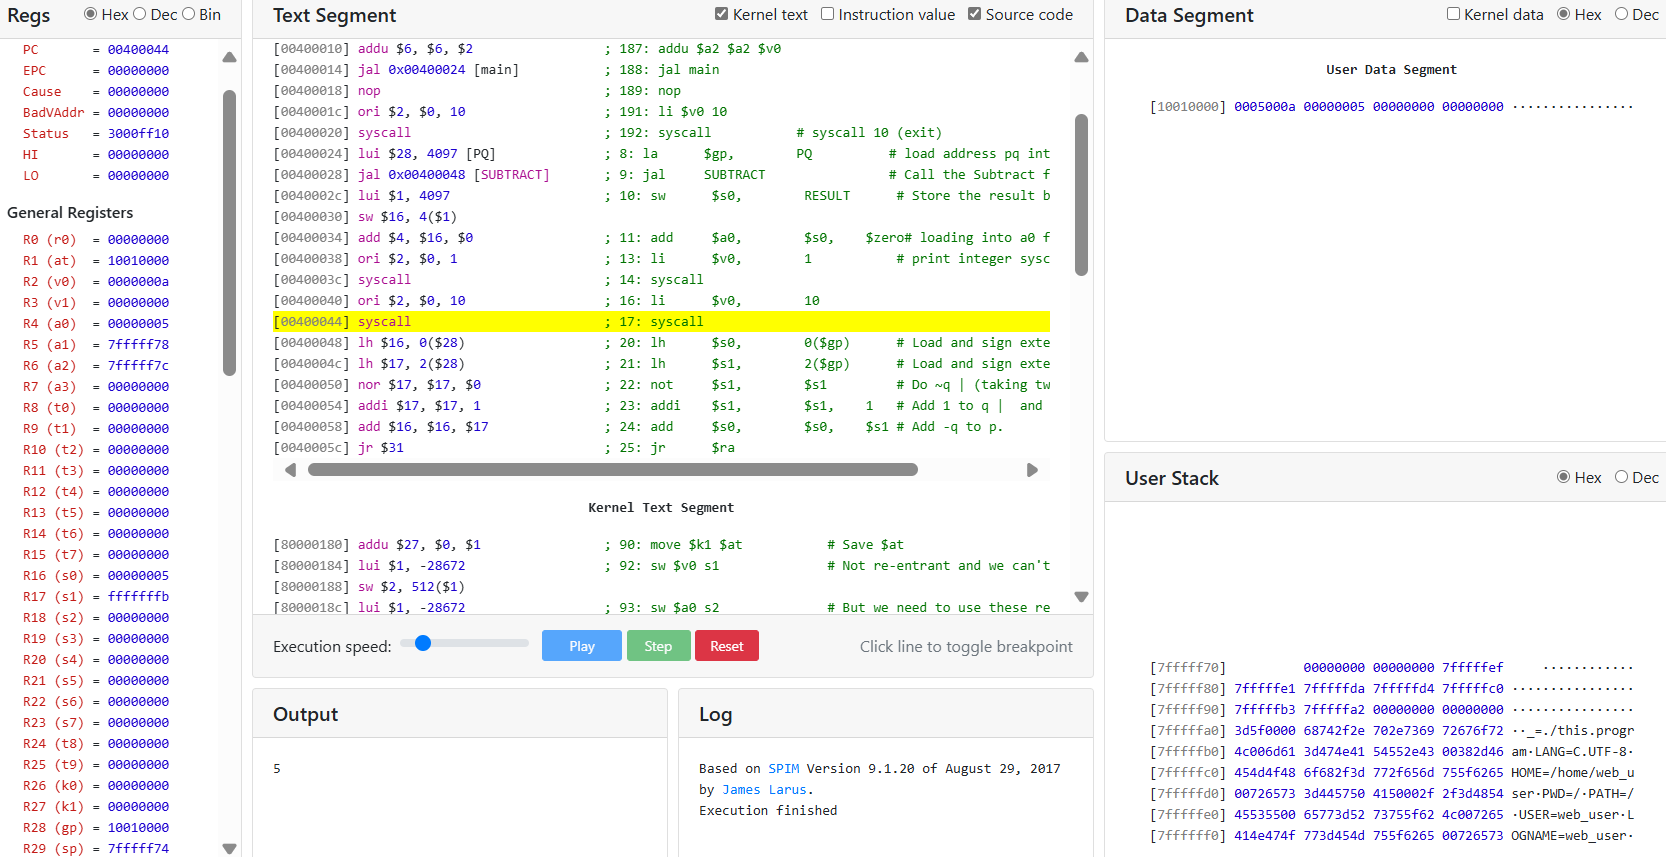 Regs
Hex Dec Bin
PC = 00400044
EPC = 00000000
Cause = 00000000
BadVAddr = 00000000
Status = 3000ff10
HI = 00000000
LO = 00000000
General Registers
R0 (r0) = 00000000
R1 (at) = 10010000
R2 (v0) = 0000000a
R3 (v1) = 00000000
R4 (a0) = 00000005
R5 (a1) = 7fffff78
R6 (a2) = 7fffff7c
R7 (a3) = 00000000
R8 (t0) = 00000000
R9 (t1) = 00000000
R10 (t2) = 00000000
R11 (t3) = 00000000
R12 (t4) = 00000000
R13 (t5) = 00000000
R14 (t6) = 00000000
R15 (t7) = 00000000
R16 (s0) = 00000005
R17 (s1) = fffffffb
R18 (s2) = 00000000
R19 (s3) = 00000000
R20 (s4) = 00000000
R21 (s5) = 00000000
R22 (s6) = 00000000
R23 (s7) = 00000000
R24 (t8) = 00000000
R25 (t9) = 00000000
R26 (k0) = 00000000
R27 (k1) = 00000000
R28 (gp) = 10010000
R29 (sp) = 7fffff74
Text Segment
Kernel text Instruction value Source code
[00400010] addu $6, $6, $2 ; 187: addu $a2 $a2 $v0
[00400014] jal 0x00400024 [main] ; 188: jal main
[00400018] nop ; 189: nop
[0040001c] ori $2, $0, 10 ; 191: li $v0 10
[00400020] syscall ; 192: syscall # syscall 10 (exit)
[00400024] lui $28, 4097 [PQ] ; 8: la $gp, PQ # load address pq int
[00400028] jal 0x00400048 [SUBTRACT] ; 9: jal SUBTRACT # Call the Subtract f
[0040002c] lui $1, 4097 ; 10: sw $s0, RESULT # Store the result b
[00400030] sw $16, 4($1)
[00400034] add $4, $16, $0 ; 11: add $a0, $s0, $zero# loading into a0 f
[00400038] ori $2, $0, 1 ; 13: li $v0, 1 # print integer sysc
[0040003c] syscall ; 14: syscall
[00400040] ori $2, $0, 10 ; 16: li $v0, 10
[00400044] syscall ; 17: syscall
[00400048] lh $16, 0($28) ; 20: lh $s0, 0($gp) # Load and sign exte
[0040004c] lh $17, 2($28) ; 21: lh $s1, 2($gp) # Load and sign exte
[00400050] nor $17, $17, $0 ; 22: not $s1, $s1 # Do ~q | (taking tw
[00400054] addi $17, $17, 1 ; 23: addi $s1, $s1, 1 # Add 1 to q | and
[00400058] add $16, $16, $17 ; 24: add $s0, $s0, $s1 # Add -q to p.
[0040005c] jr $31 ; 25: jr $ra
Kernel Text Segment
[80000180] addu $27, $0, $1 ; 90: move $k1 $at # Save $at
[80000184] lui $1, -28672 ; 92: sw $v0 s1 # Not re-entrant and we can't
[80000188] sw $2, 512($1)
[8000018c] lui $1, -28672 ; 93: sw $a0 s2 # But we need to use these re
Execution speed: Play Step Reset Click line to toggle breakpoint
Output
5
Log
Based on SPIM Version 9.1.20 of August 29, 2017
by James Larus.
Execution finished
Data Segment
Kernel data Hex Dec
User Data Segment
[10010000] 0005000a 00000005 00000000 00000000 ················
User Stack
Hex Dec
[7fffff70] 00000000 00000000 7fffffef ············
[7fffff80] 7fffffe1 7fffffda 7fffffd4 7fffffc0 ················
[7fffff90] 7fffffb3 7fffffa2 00000000 00000000 ················
[7fffffa0] 3d5f0000 68742f2e 702e7369 72676f72 ··_=./this.progr
[7fffffb0] 4c006d61 3d474e41 54552e43 00382d46 am·LANG=C.UTF-8·
[7fffffc0] 454d4f48 6f682f3d 772f656d 755f6265 HOME=/home/web_u
[7fffffd0] 00726573 3d445750 4150002f 2f3d4854 ser·PWD=/·PATH=/
[7fffffe0] 45535500 65773d52 73755f62 4c007265 ·USER=web_user·L
[7ffffff0] 414e474f 773d454d 755f6265 00726573 OGNAME=web_user·